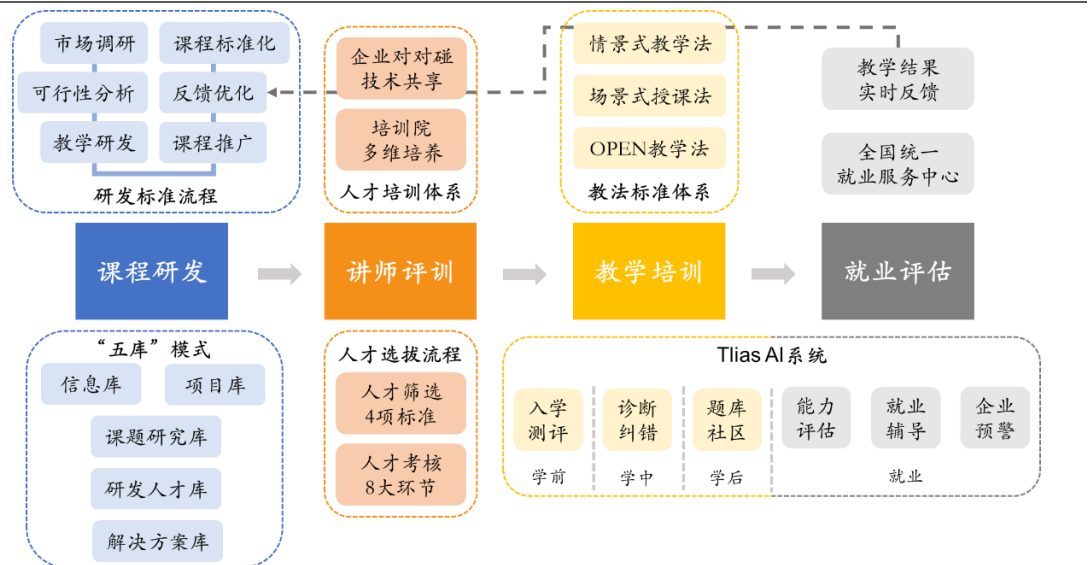 市场调研
课程标准化
可行性分析
反馈优化
教学研发
课程推广
研发标准流程
企业对对碰
技术共享
培训院
多维培养
人才培训体系
情景式教学法
场景式授课法
OPEN教学法
教法标准体系
教学结果
实时反馈
全国统一
就业服务中心
课程研发
讲师评训
教学培训
就业评估
“五库”模式
信息库
项目库
课题研究库
研发人才库
解决方案库
人才选拔流程
人才筛选
4项标准
人才考核
8大环节
Tlias AI系统
入学
测评
诊断
纠错
题库
社区
能力
评估
就业
辅导
企业
预警
学前
学中
学后
就业